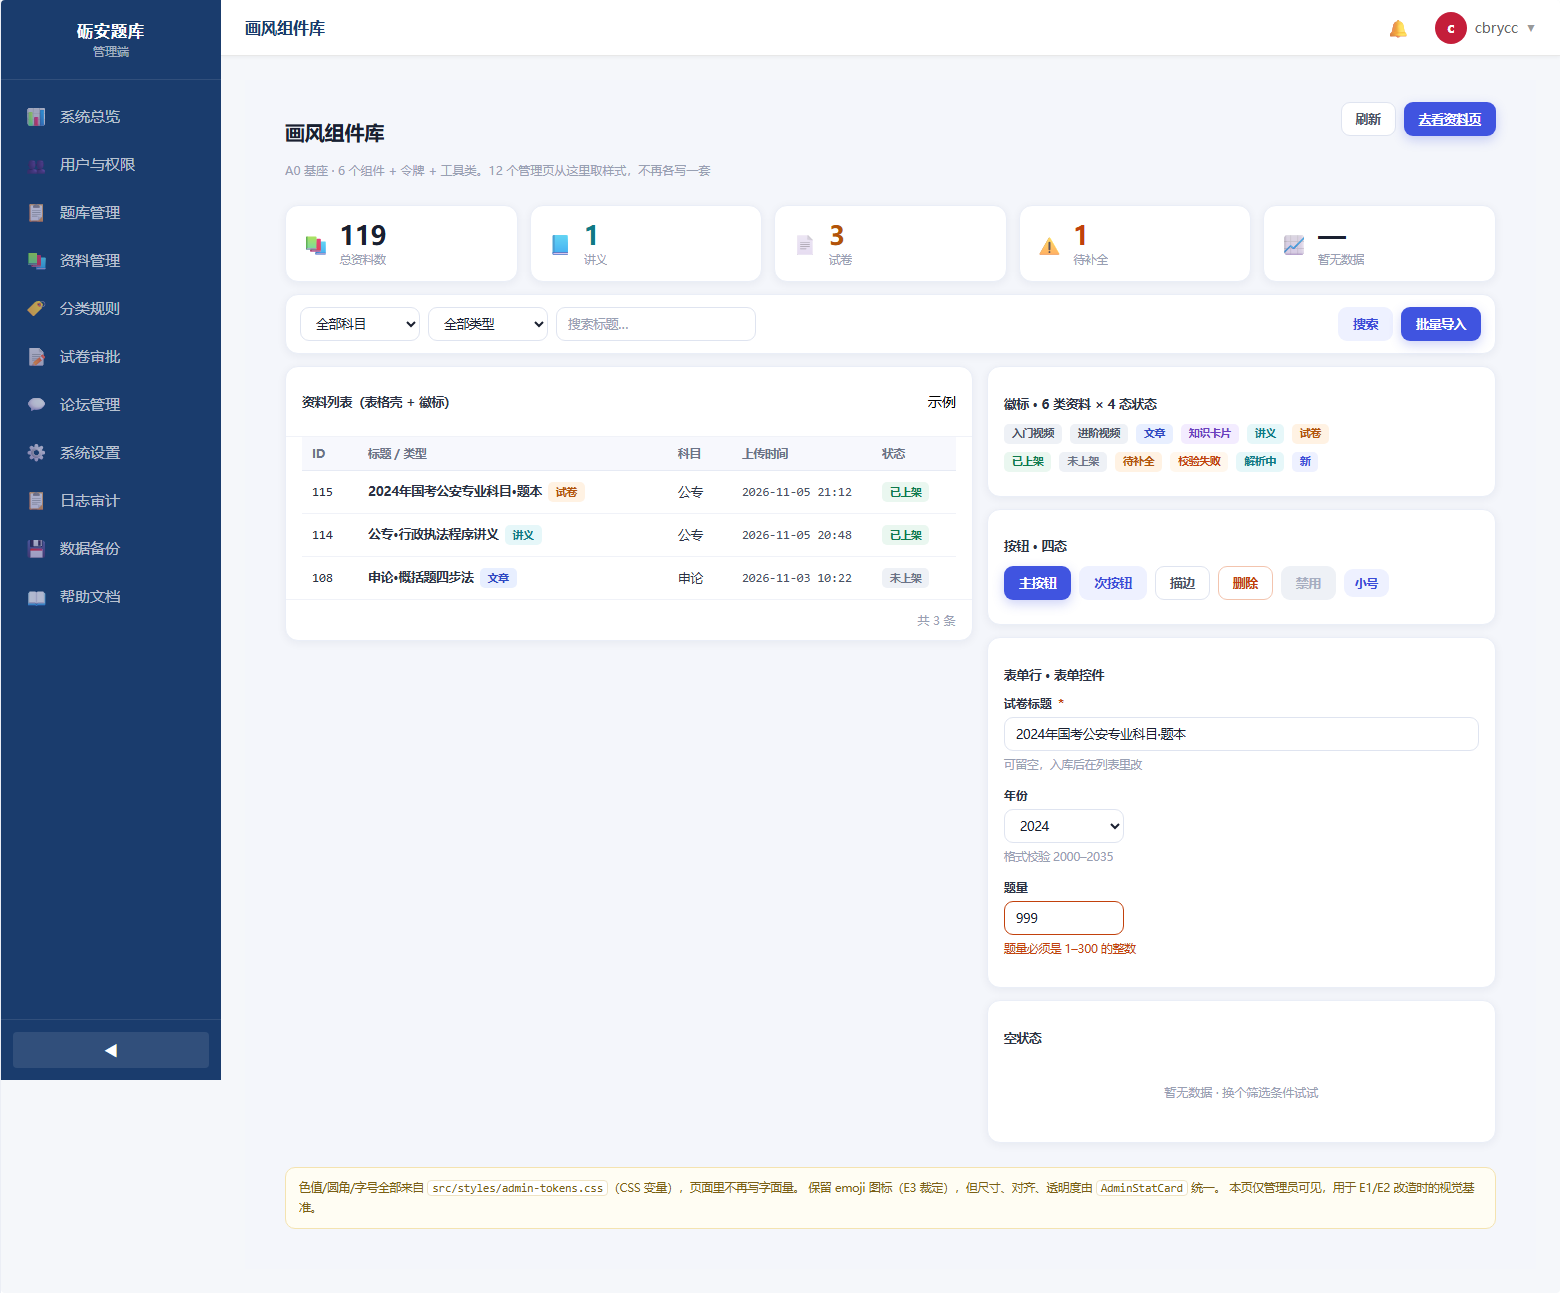 砺安题库
管理端
系统总览
用户与权限
题库管理
资料管理
分类规则
试卷审批
论坛管理
系统设置
日志审计
数据备份
帮助文档
画风组件库
c cbrycc
画风组件库
刷新 去看资料页
A0 基座 · 6 个组件 + 令牌 + 工具类。12 个管理页从这里取样式，不再各写一套
119
总资料数
1
讲义
3
试卷
1
待补全
—
暂无数据
全部科目 全部类型 搜索标题... 搜索 批量导入
资料列表（表格壳 + 徽标） 示例
ID 标题 / 类型 科目 上传时间 状态
115 2024年国考公安专业科目·题本 试卷 公专 2026-11-05 21:12 已上架
114 公专·行政执法程序讲义 讲义 公专 2026-11-05 20:48 已上架
108 申论·概括题四步法 文章 申论 2026-11-03 10:22 未上架
共 3 条
徽标 · 6 类资料 × 4 态状态
入门视频 进阶视频 文章 知识卡片 讲义 试卷
已上架 未上架 待补全 校验失败 解析中 新
按钮 · 四态
主按钮 次按钮 描边 删除 禁用 小号
表单行 · 表单控件
试卷标题 *
2024年国考公安专业科目·题本
可留空，入库后在列表里改
年份
2024
格式校验 2000–2035
题量
999
题量必须是 1–300 的整数
空状态
暂无数据 · 换个筛选条件试试
色值/圆角/字号全部来自 src/styles/admin-tokens.css（CSS 变量），页面里不再写字面量。 保留 emoji 图标（E3 裁定），但尺寸、对齐、透明度由 AdminStatCard 统一。 本页仅管理员可见，用于 E1/E2 改造时的视觉基
准。